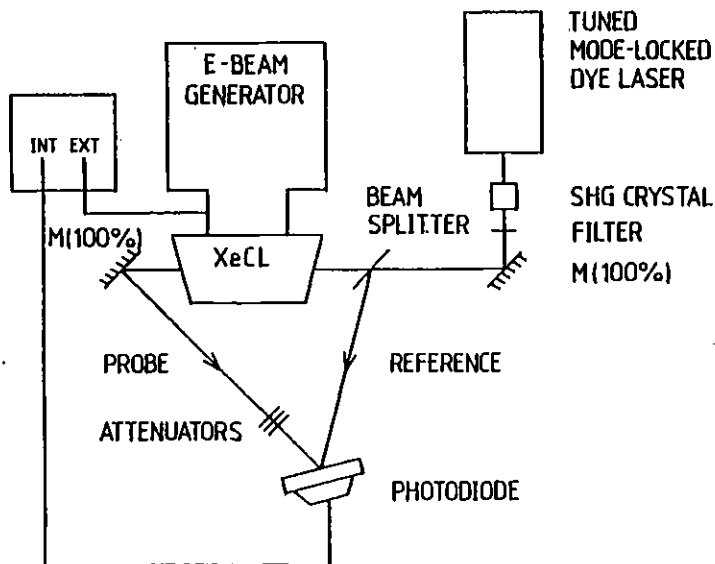 TUNED
MODE-LOCKED
DYE LASER
E-BEAM
GENERATOR
INT EXT
BEAM
SPLITTER
SHG CRYSTAL
FILTER
M(100%)
M(100%)
XeCL
PROBE
REFERENCE
ATTENUATORS
PHOTODIODE